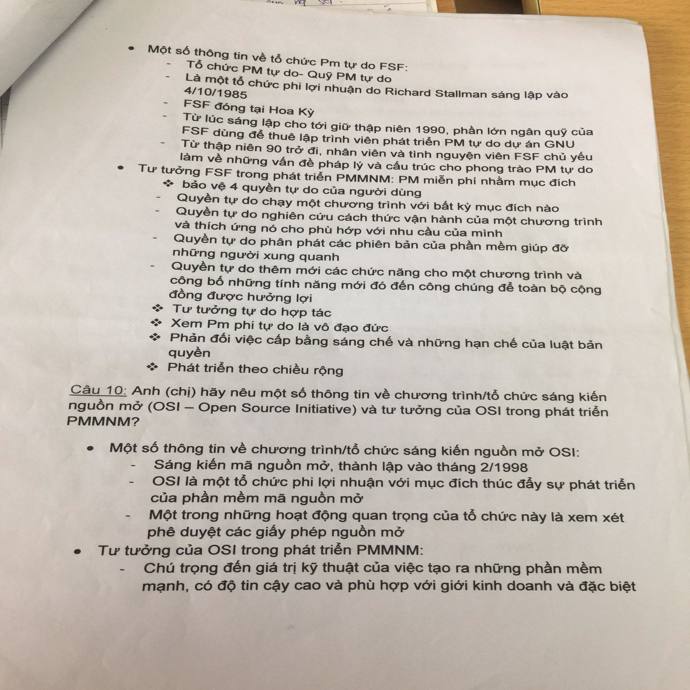 • Một số thông tin về tổ chức Pm tự do FSF:
- Tổ chức PM tự do- Quỹ PM tự do
- Là một tổ chức phi lợi nhuận do Richard Stallman sáng lập vào
4/10/1985
- FSF đóng tại Hoa Kỳ
- Từ lúc sáng lập cho tới giữ thập niên 1990, phần lớn ngân quỹ của
FSF dùng để thuê lập trình viên phát triển PM tự do dự án GNU
- Từ thập niên 90 trở đi, nhân viên và tình nguyện viên FSF chủ yếu
làm về những vấn đề pháp lý và cấu trúc cho phong trào PM tự do
• Tư tưởng FSF trong phát triển PMMNM: PM miễn phí nhằm mục đích
❖ bảo vệ 4 quyền tự do của người dùng
- Quyền tự do chạy một chương trình với bất kỳ mục đích nào
- Quyền tự do nghiên cứu cách thức vận hành của một chương trình
và thích ứng nó cho phù hớp với nhu cầu của mình
- Quyền tự do phân phát các phiên bản của phần mềm giúp đỡ
những người xung quanh
- Quyền tự do thêm mới các chức năng cho một chương trình và
công bố những tính năng mới đó đến công chúng để toàn bộ cộng
đồng được hưởng lợi
❖ Tư tưởng tự do hợp tác
❖ Xem Pm phi tự do là vô đạo đức
❖ Phản đối việc cấp bằng sáng chế và những hạn chế của luật bản
quyền
❖ Phát triển theo chiều rộng
Câu 10: Anh (chị) hãy nêu một số thông tin về chương trình/tổ chức sáng kiến
nguồn mở (OSI – Open Source Initiative) và tư tưởng của OSI trong phát triển
PMMNM?
• Một số thông tin về chương trình/tổ chức sáng kiến nguồn mở OSI:
- Sáng kiến mã nguồn mở, thành lập vào tháng 2/1998
- OSI là một tổ chức phi lợi nhuận với mục đích thúc đẩy sự phát triển
của phần mềm mã nguồn mở
- Một trong những hoạt động quan trọng của tổ chức này là xem xét
phê duyệt các giấy phép nguồn mở
• Tư tưởng của OSI trong phát triển PMMNM:
- Chú trọng đến giá trị kỹ thuật của việc tạo ra những phần mềm
mạnh, có độ tin cậy cao và phù hợp với giới kinh doanh và đặc biệt